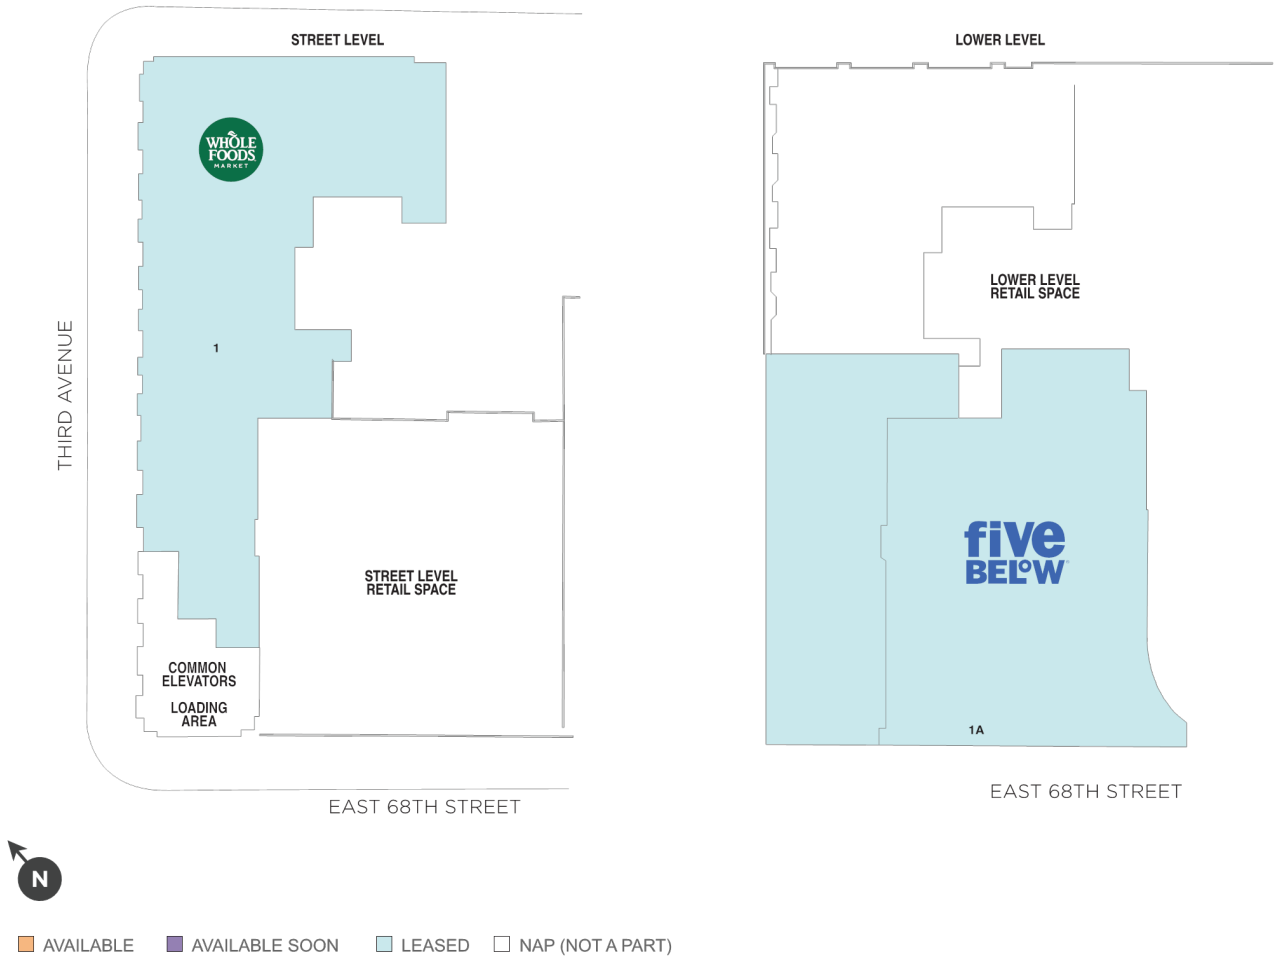 STREET LEVEL
WHOLE
FOODS
MARKET
1
THIRD AVENUE
STREET LEVEL
RETAIL SPACE
COMMON
ELEVATORS
LOADING
AREA
EAST 68TH STREET
LOWER LEVEL
LOWER LEVEL
RETAIL SPACE
five
BELOW
1A
EAST 68TH STREET
N
AVAILABLE
AVAILABLE SOON
LEASED
NAP (NOT A PART)